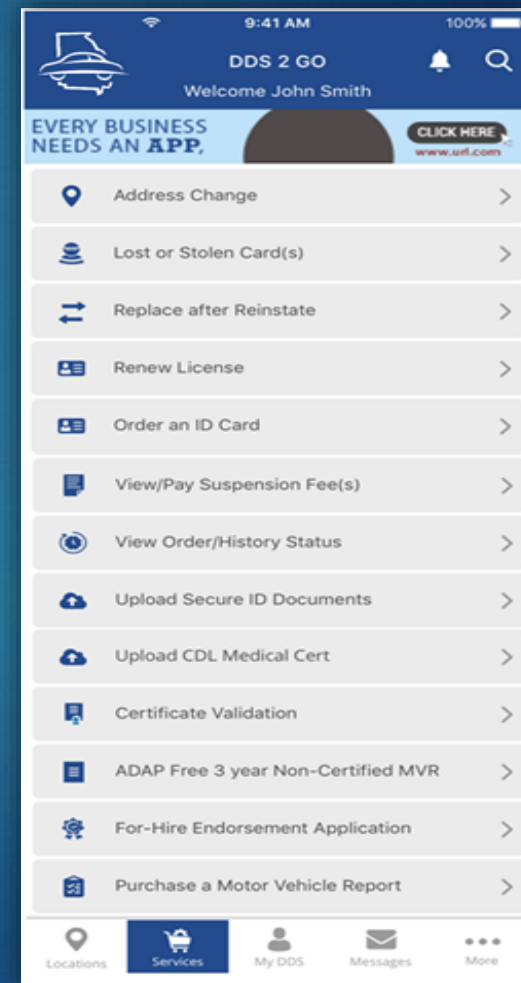 9:41 AM
100%
DDS 2 GO
Welcome John Smith
EVERY BUSINESS
NEEDS AN APP,
CLICK HERE
www.url.com
Address Change
Lost or Stolen Card(s)
Replace after Reinstate
Renew License
Order an ID Card
View/Pay Suspension Fee(s)
View Order/History Status
Upload Secure ID Documents
Upload CDL Medical Cert
Certificate Validation
ADAP Free 3 year Non-Certified MVR
For-Hire Endorsement Application
Purchase a Motor Vehicle Report
Locations
Services
My DDS
Messages
More